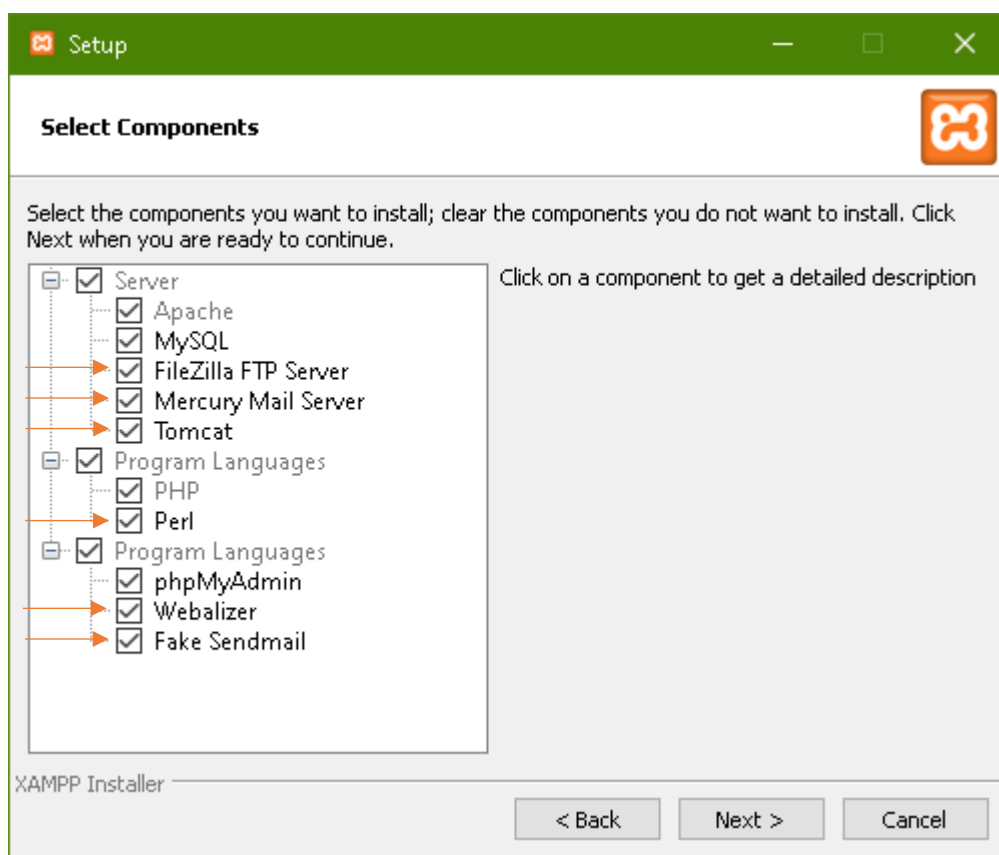 Setup
Select Components
Select the components you want to install; clear the components you do not want to install. Click
Next when you are ready to continue.
Server
Apache
MySQL
FileZilla FTP Server
Mercury Mail Server
Tomcat
Program Languages
PHP
Perl
Program Languages
phpMyAdmin
Webalizer
Fake Sendmail
Click on a component to get a detailed description
XAMPP Installer
< Back
Next >
Cancel